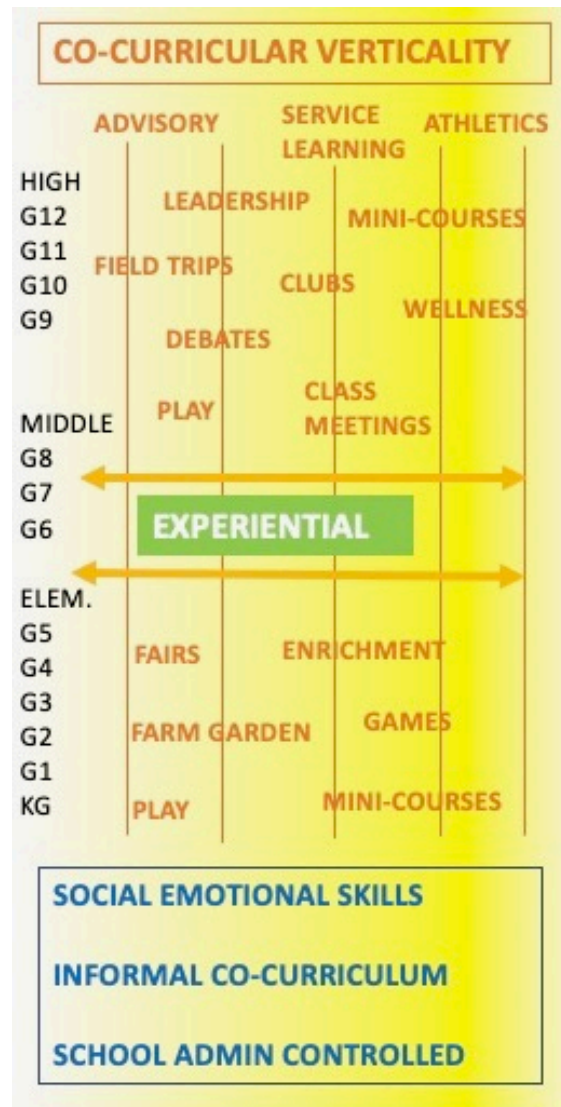 CO-CURRICULAR VERTICALITY
ADVISORY
SERVICE
LEARNING
ATHLETICS
HIGH
G12
G11
G10
G9
LEADERSHIP
MINI-COURSES
FIELD TRIPS
CLUBS
WELLNESS
DEBATES
PLAY
CLASS
MEETINGS
MIDDLE
G8
G7
G6
EXPERIENTIAL
ELEM.
G5
G4
G3
G2
G1
KG
FAIRS
ENRICHMENT
FARM GARDEN
GAMES
PLAY
MINI-COURSES
SOCIAL EMOTIONAL SKILLS
INFORMAL CO-CURRICULUM
SCHOOL ADMIN CONTROLLED